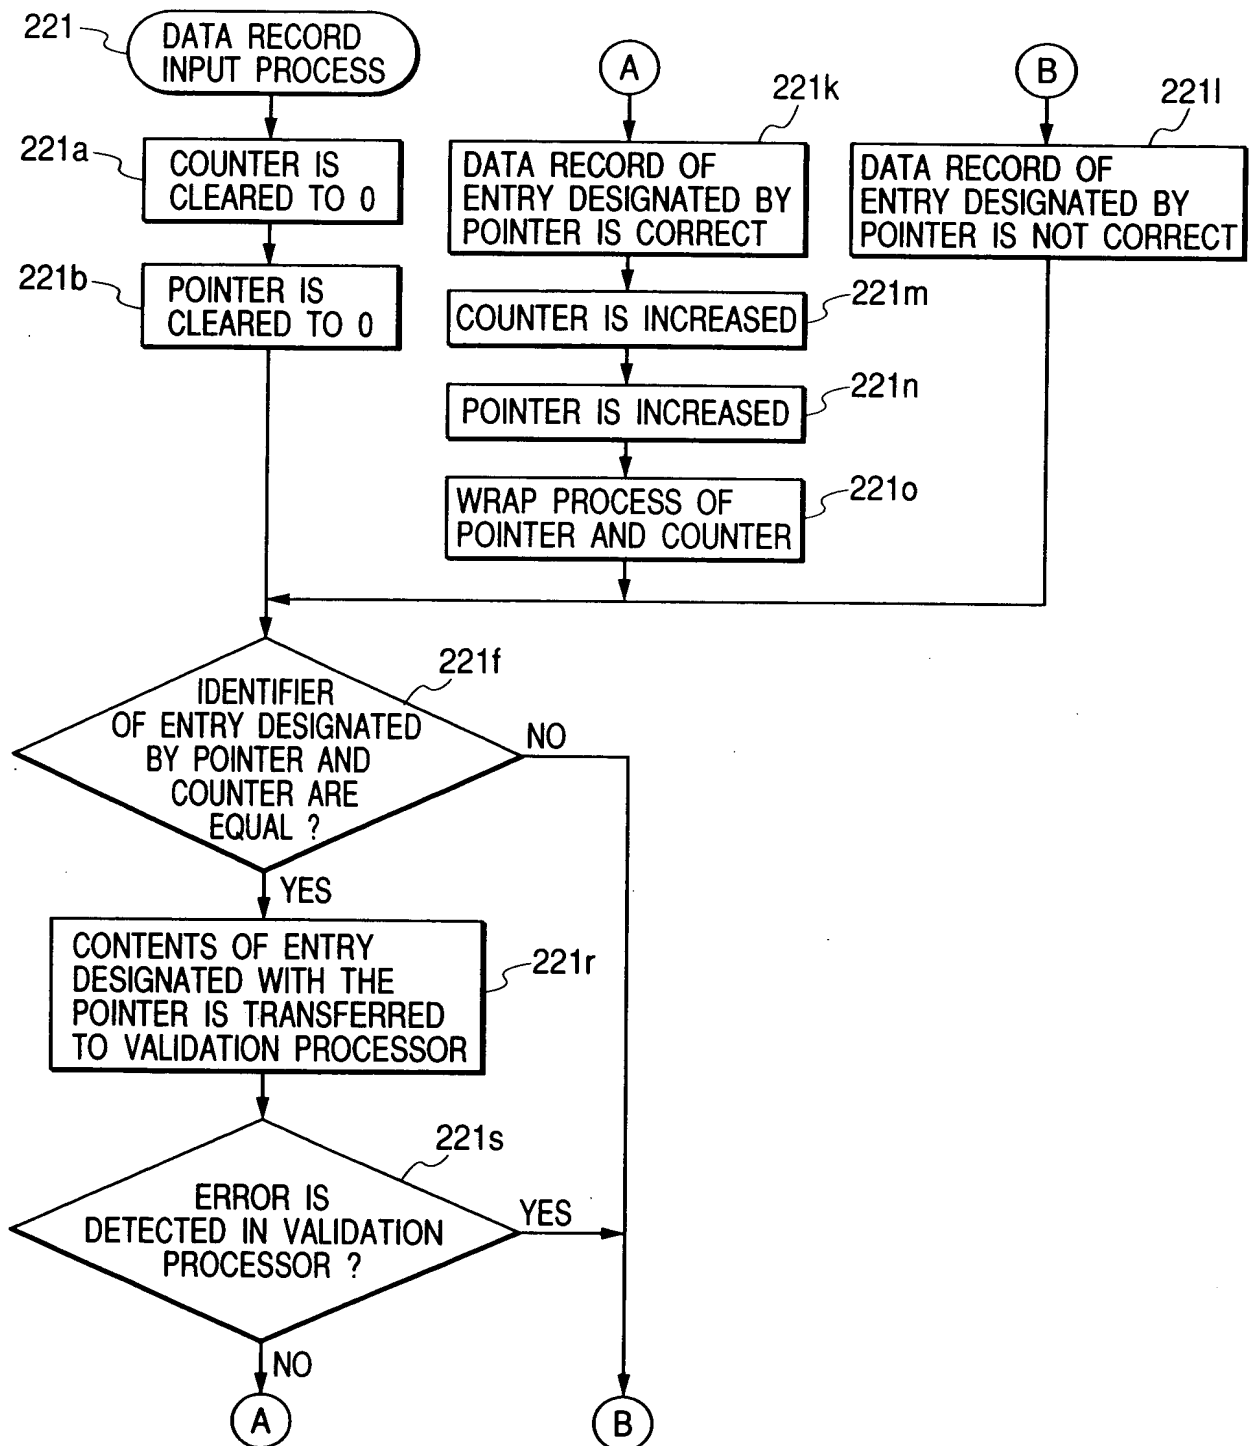 221
DATA RECORD
INPUT PROCESS
221a
COUNTER IS
CLEARED TO 0
221b
POINTER IS
CLEARED TO 0
A
221k
DATA RECORD OF
ENTRY DESIGNATED BY
POINTER IS CORRECT
221m
COUNTER IS INCREASED
221n
POINTER IS INCREASED
221o
WRAP PROCESS OF
POINTER AND COUNTER
B
221l
DATA RECORD OF
ENTRY DESIGNATED BY
POINTER IS NOT CORRECT
221f
IDENTIFIER
OF ENTRY DESIGNATED
BY POINTER AND
COUNTER ARE
EQUAL ?
NO
YES
CONTENTS OF ENTRY
DESIGNATED WITH THE
POINTER IS TRANSFERRED
TO VALIDATION PROCESSOR
221r
221s
ERROR IS
DETECTED IN VALIDATION
PROCESSOR ?
YES
NO
A
B